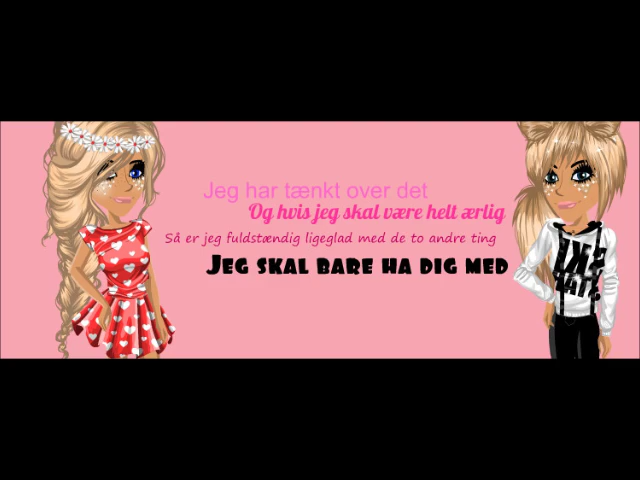 Jeg har tænkt over det
Og hvis jeg skal være helt ærlig
Så er jeg fuldstændig ligeglad med de to andre ting
Jeg skal bare ha dig med